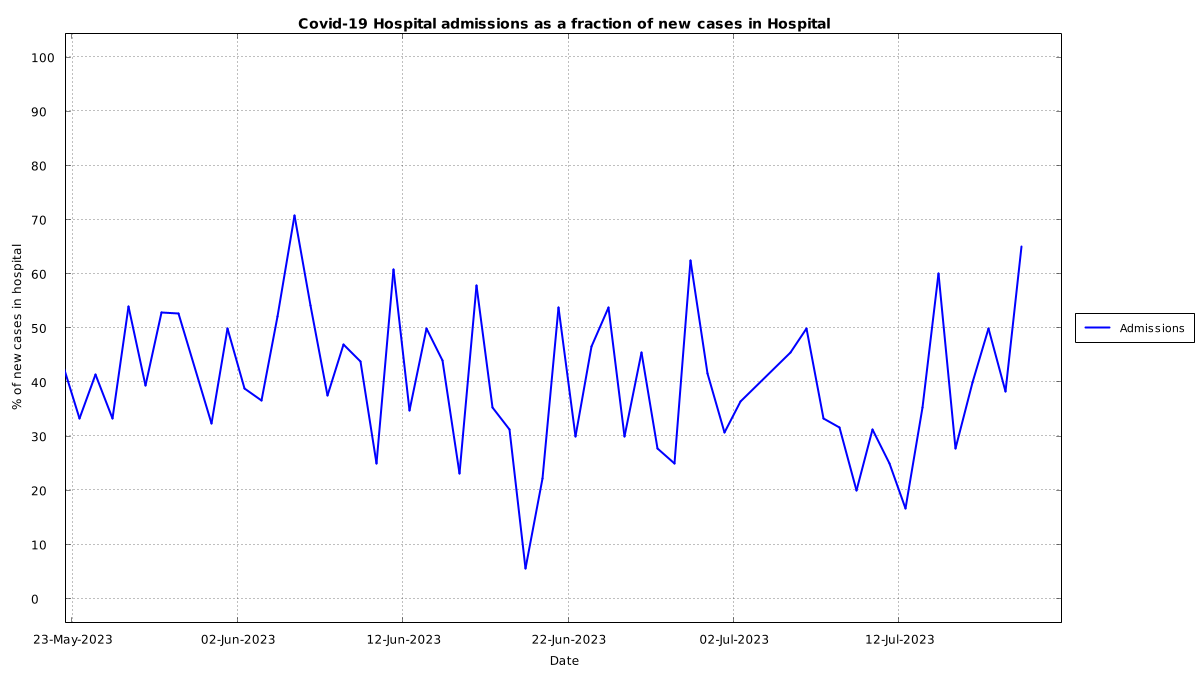 Covid-19 Hospital admissions as a fraction of new cases in Hospital
100
90
80
70
60
50
40
30
20
10
0
% of new cases in hospital
23-May-2023 02-Jun-2023 12-Jun-2023 22-Jun-2023 02-Jul-2023 12-Jul-2023
Date
Admissions